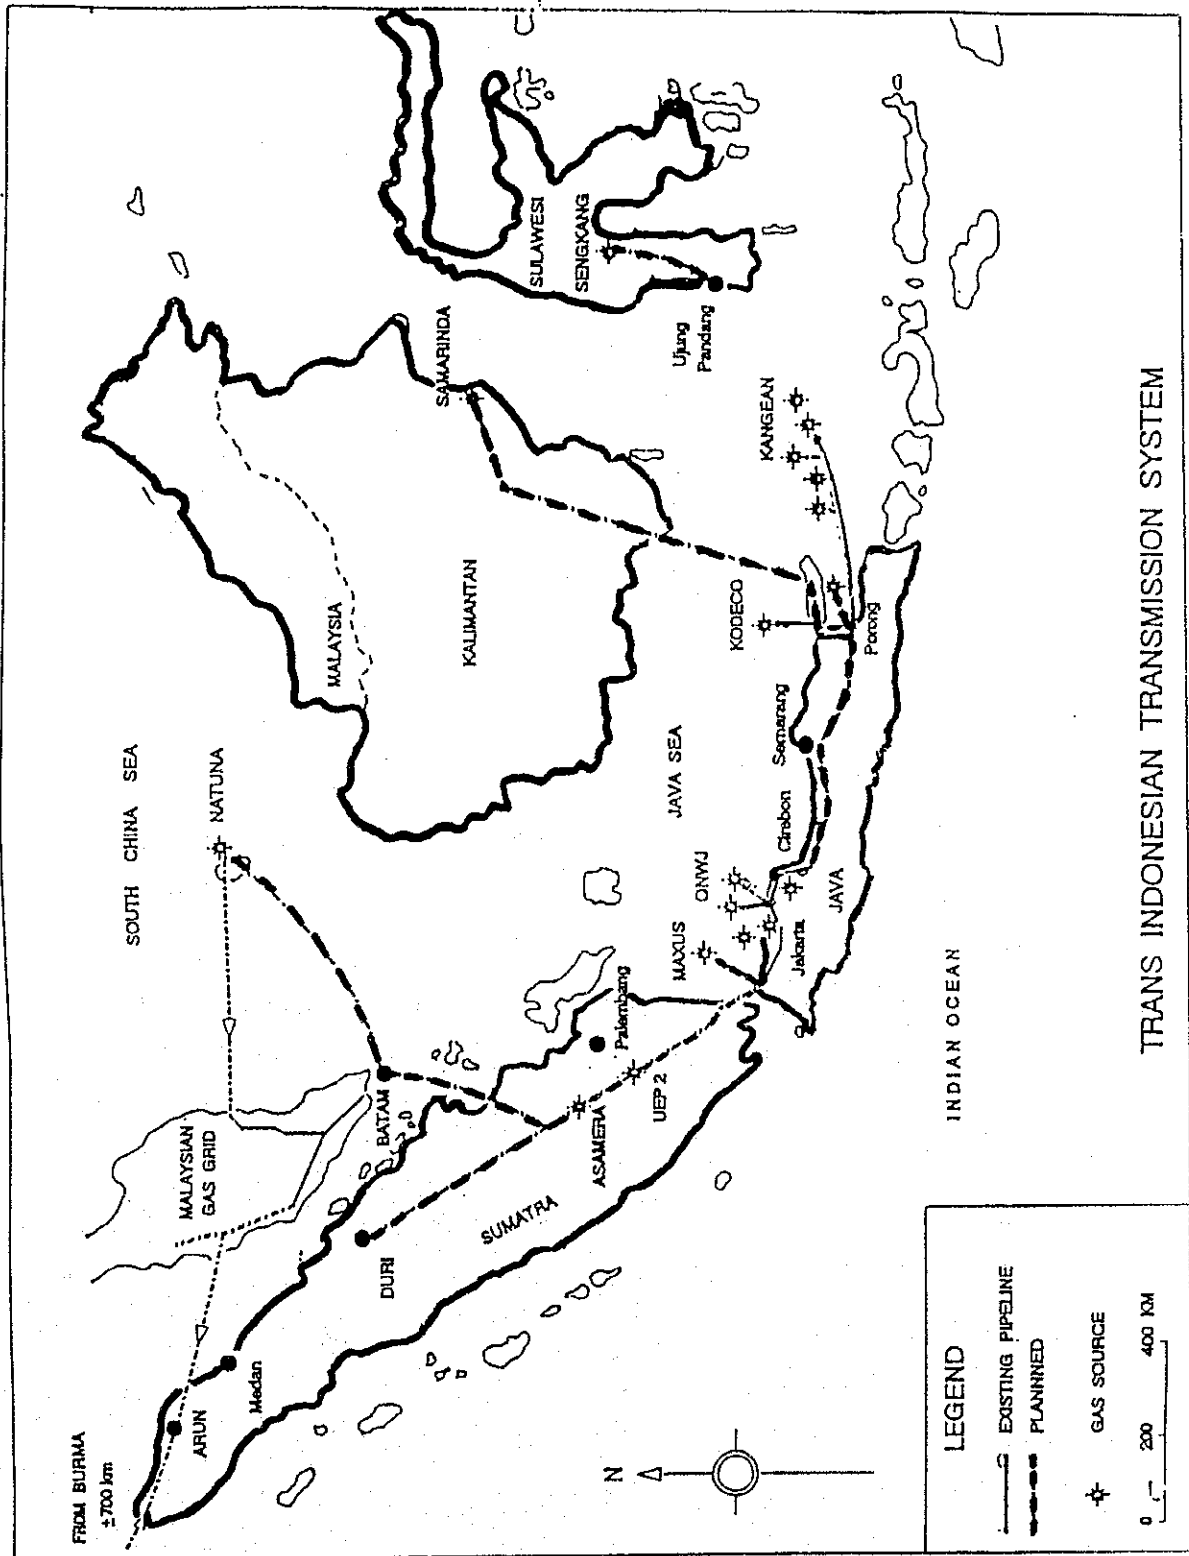 FROM BURMA
±700 km
ARUN
Medan
MALAYSIAN
GAS GRID
DURI
BATAM
SUMATRA
ASAMERA
UEP 2
Palembang
SOUTH CHINA SEA
NATUNA
MALAYSIA
KALIMANTAN
SAMARINDA
SULAWESI
SENGKANG
Ujung
Pandang
JAVA SEA
MAXUS
ONWJ
Jakarta
Cirebon
JAVA
Semarang
KODECO
Porong
KANGEAN
INDIAN OCEAN
N
LEGEND
EXISTING PIPELINE
PLANNNED
GAS SOURCE
0 200 400 KM
TRANS INDONESIAN TRANSMISSION SYSTEM